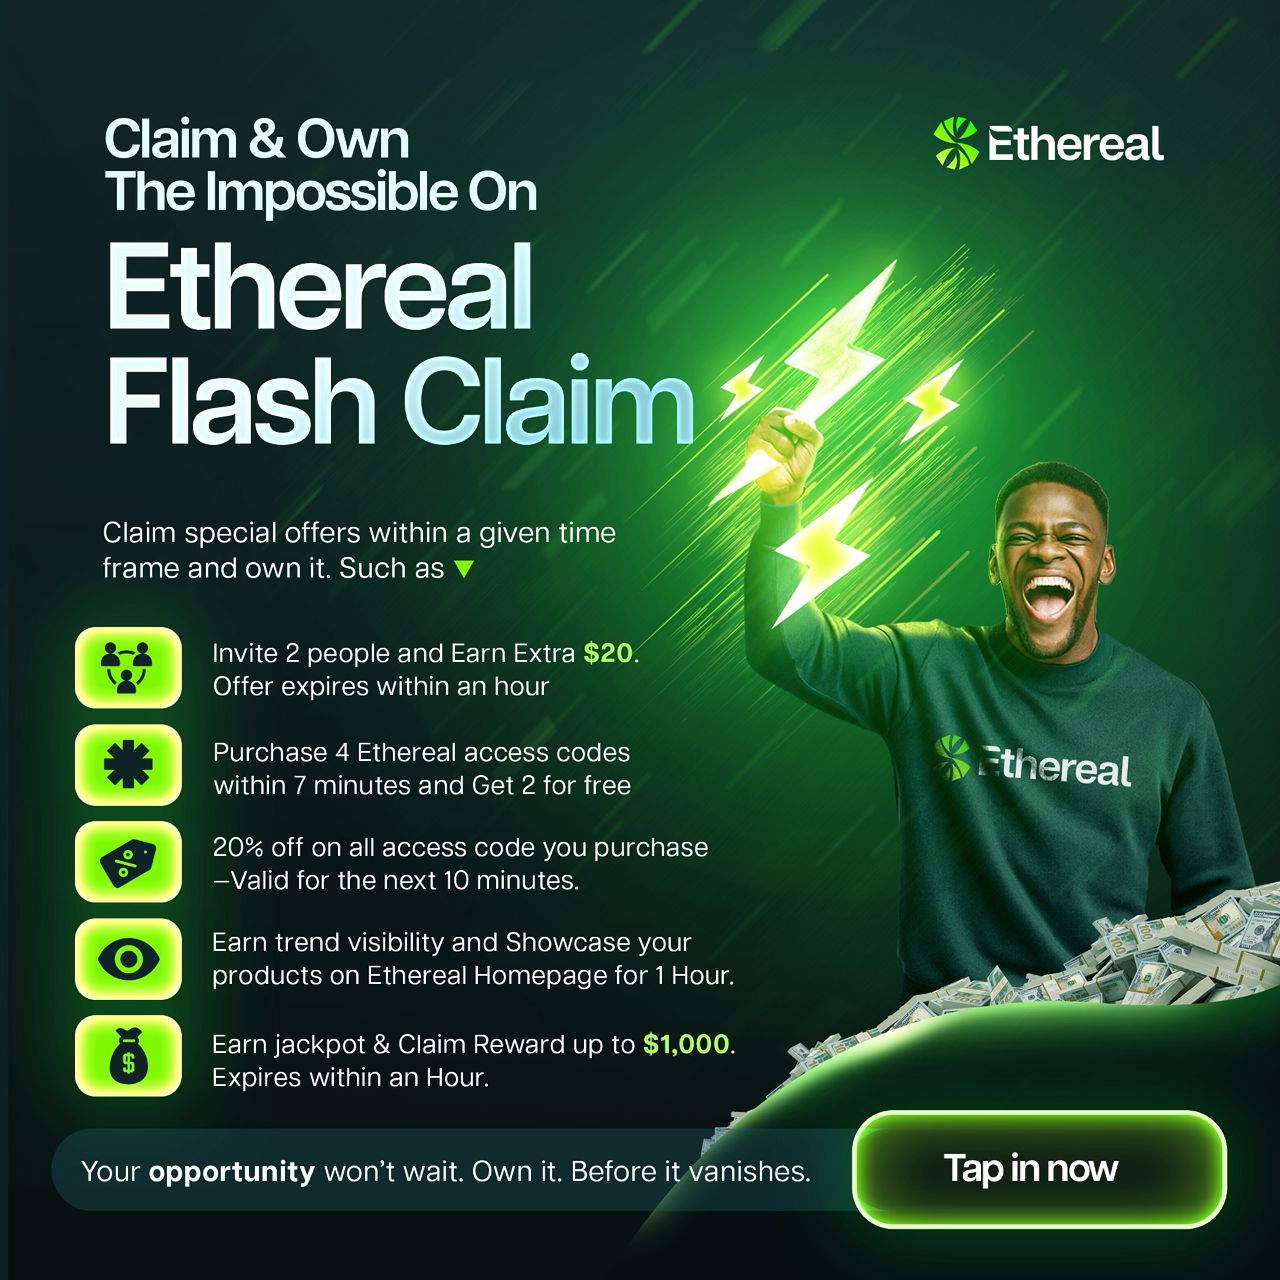 Claim & Own
The Impossible On
Ethereal
Flash Claim
Ethereal
Claim special offers within a given time
frame and own it. Such as
Invite 2 people and Earn Extra $20.
Offer expires within an hour
Purchase 4 Ethereal access codes
within 7 minutes and Get 2 for free
20% off on all access code you purchase
—Valid for the next 10 minutes.
Earn trend visibility and Showcase your
products on Ethereal Homepage for 1 Hour.
Earn jackpot & Claim Reward up to $1,000.
Expires within an Hour.
Ethereal
Your opportunity won’t wait. Own it. Before it vanishes.
Tap in now